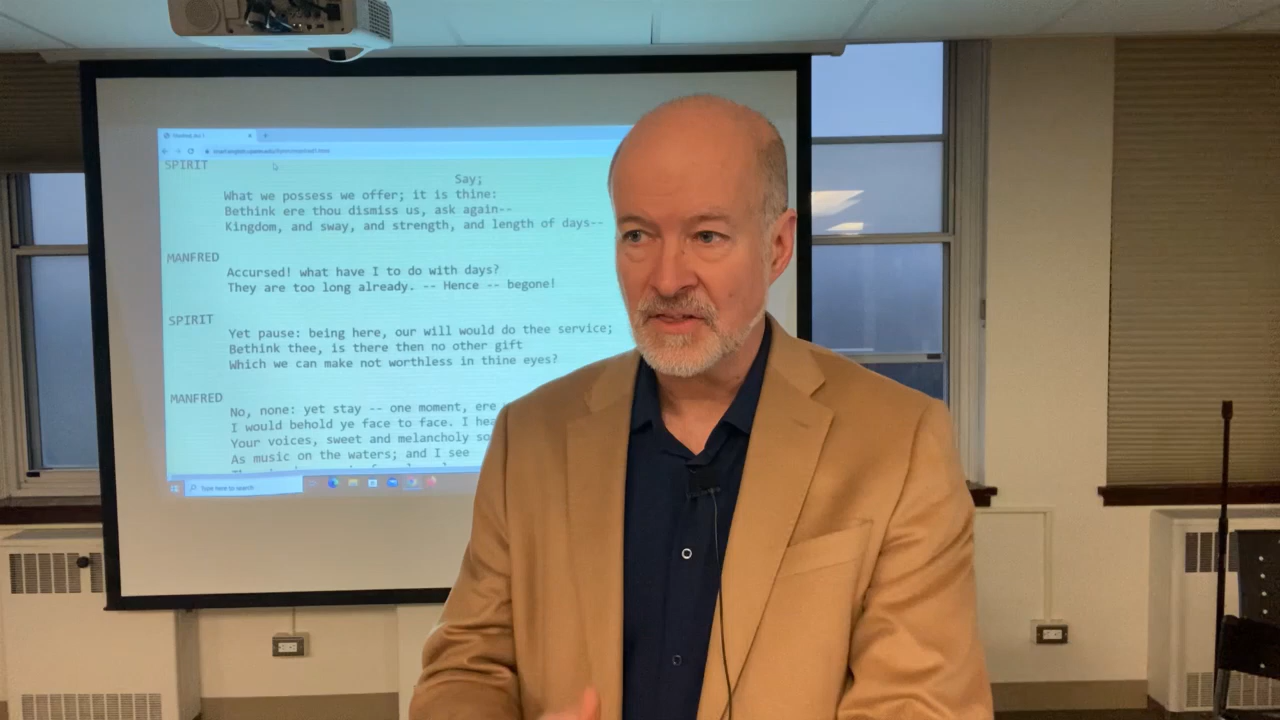 SPIRIT
Say;
What we possess we offer; it is thine:
Bethink ere thou dismiss us, ask again--
Kingdom, and sway, and strength, and length of days--
MANFRED
Accursed! what have I to do with days?
They are too long already. -- Hence -- begone!
SPIRIT
Yet pause: being here, our will would do thee service;
Bethink thee, is there then no other gift
Which we can make not worthless in thine eyes?
MANFRED
No, none: yet stay -- one moment, ere
I would behold ye face to face. I
Your voices, sweet and melancholy
As music on the waters; and I see
Type here to search